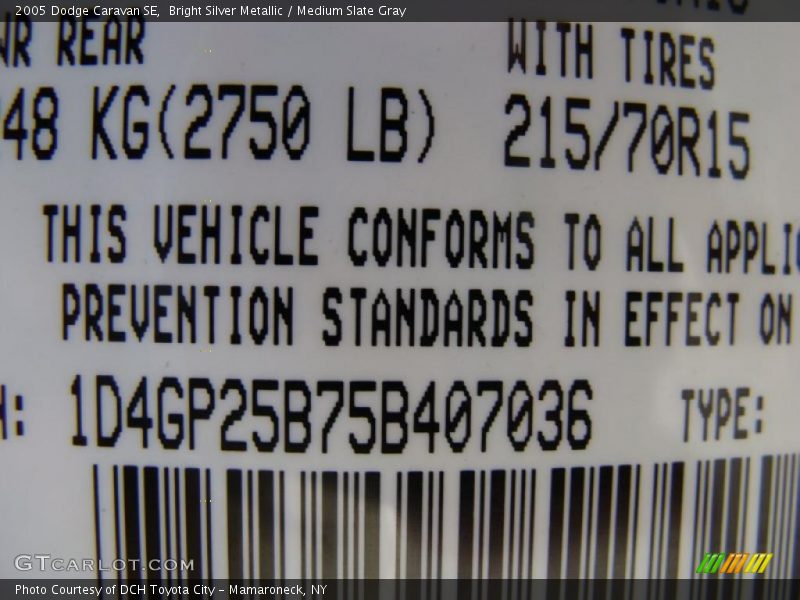 2005 Dodge Caravan SE,  Bright Silver Metallic / Medium Slate Gray
WR REAR WITH TIRES
48 KG(2750 LB) 215/70R15
THIS VEHICLE CONFORMS TO ALL APPLIC
PREVENTION STANDARDS IN EFFECT ON
: 1D4GP25B75B407036 TYPE:
GTCARLOT.COM
Photo Courtesy of DCH Toyota City - Mamaroneck, NY